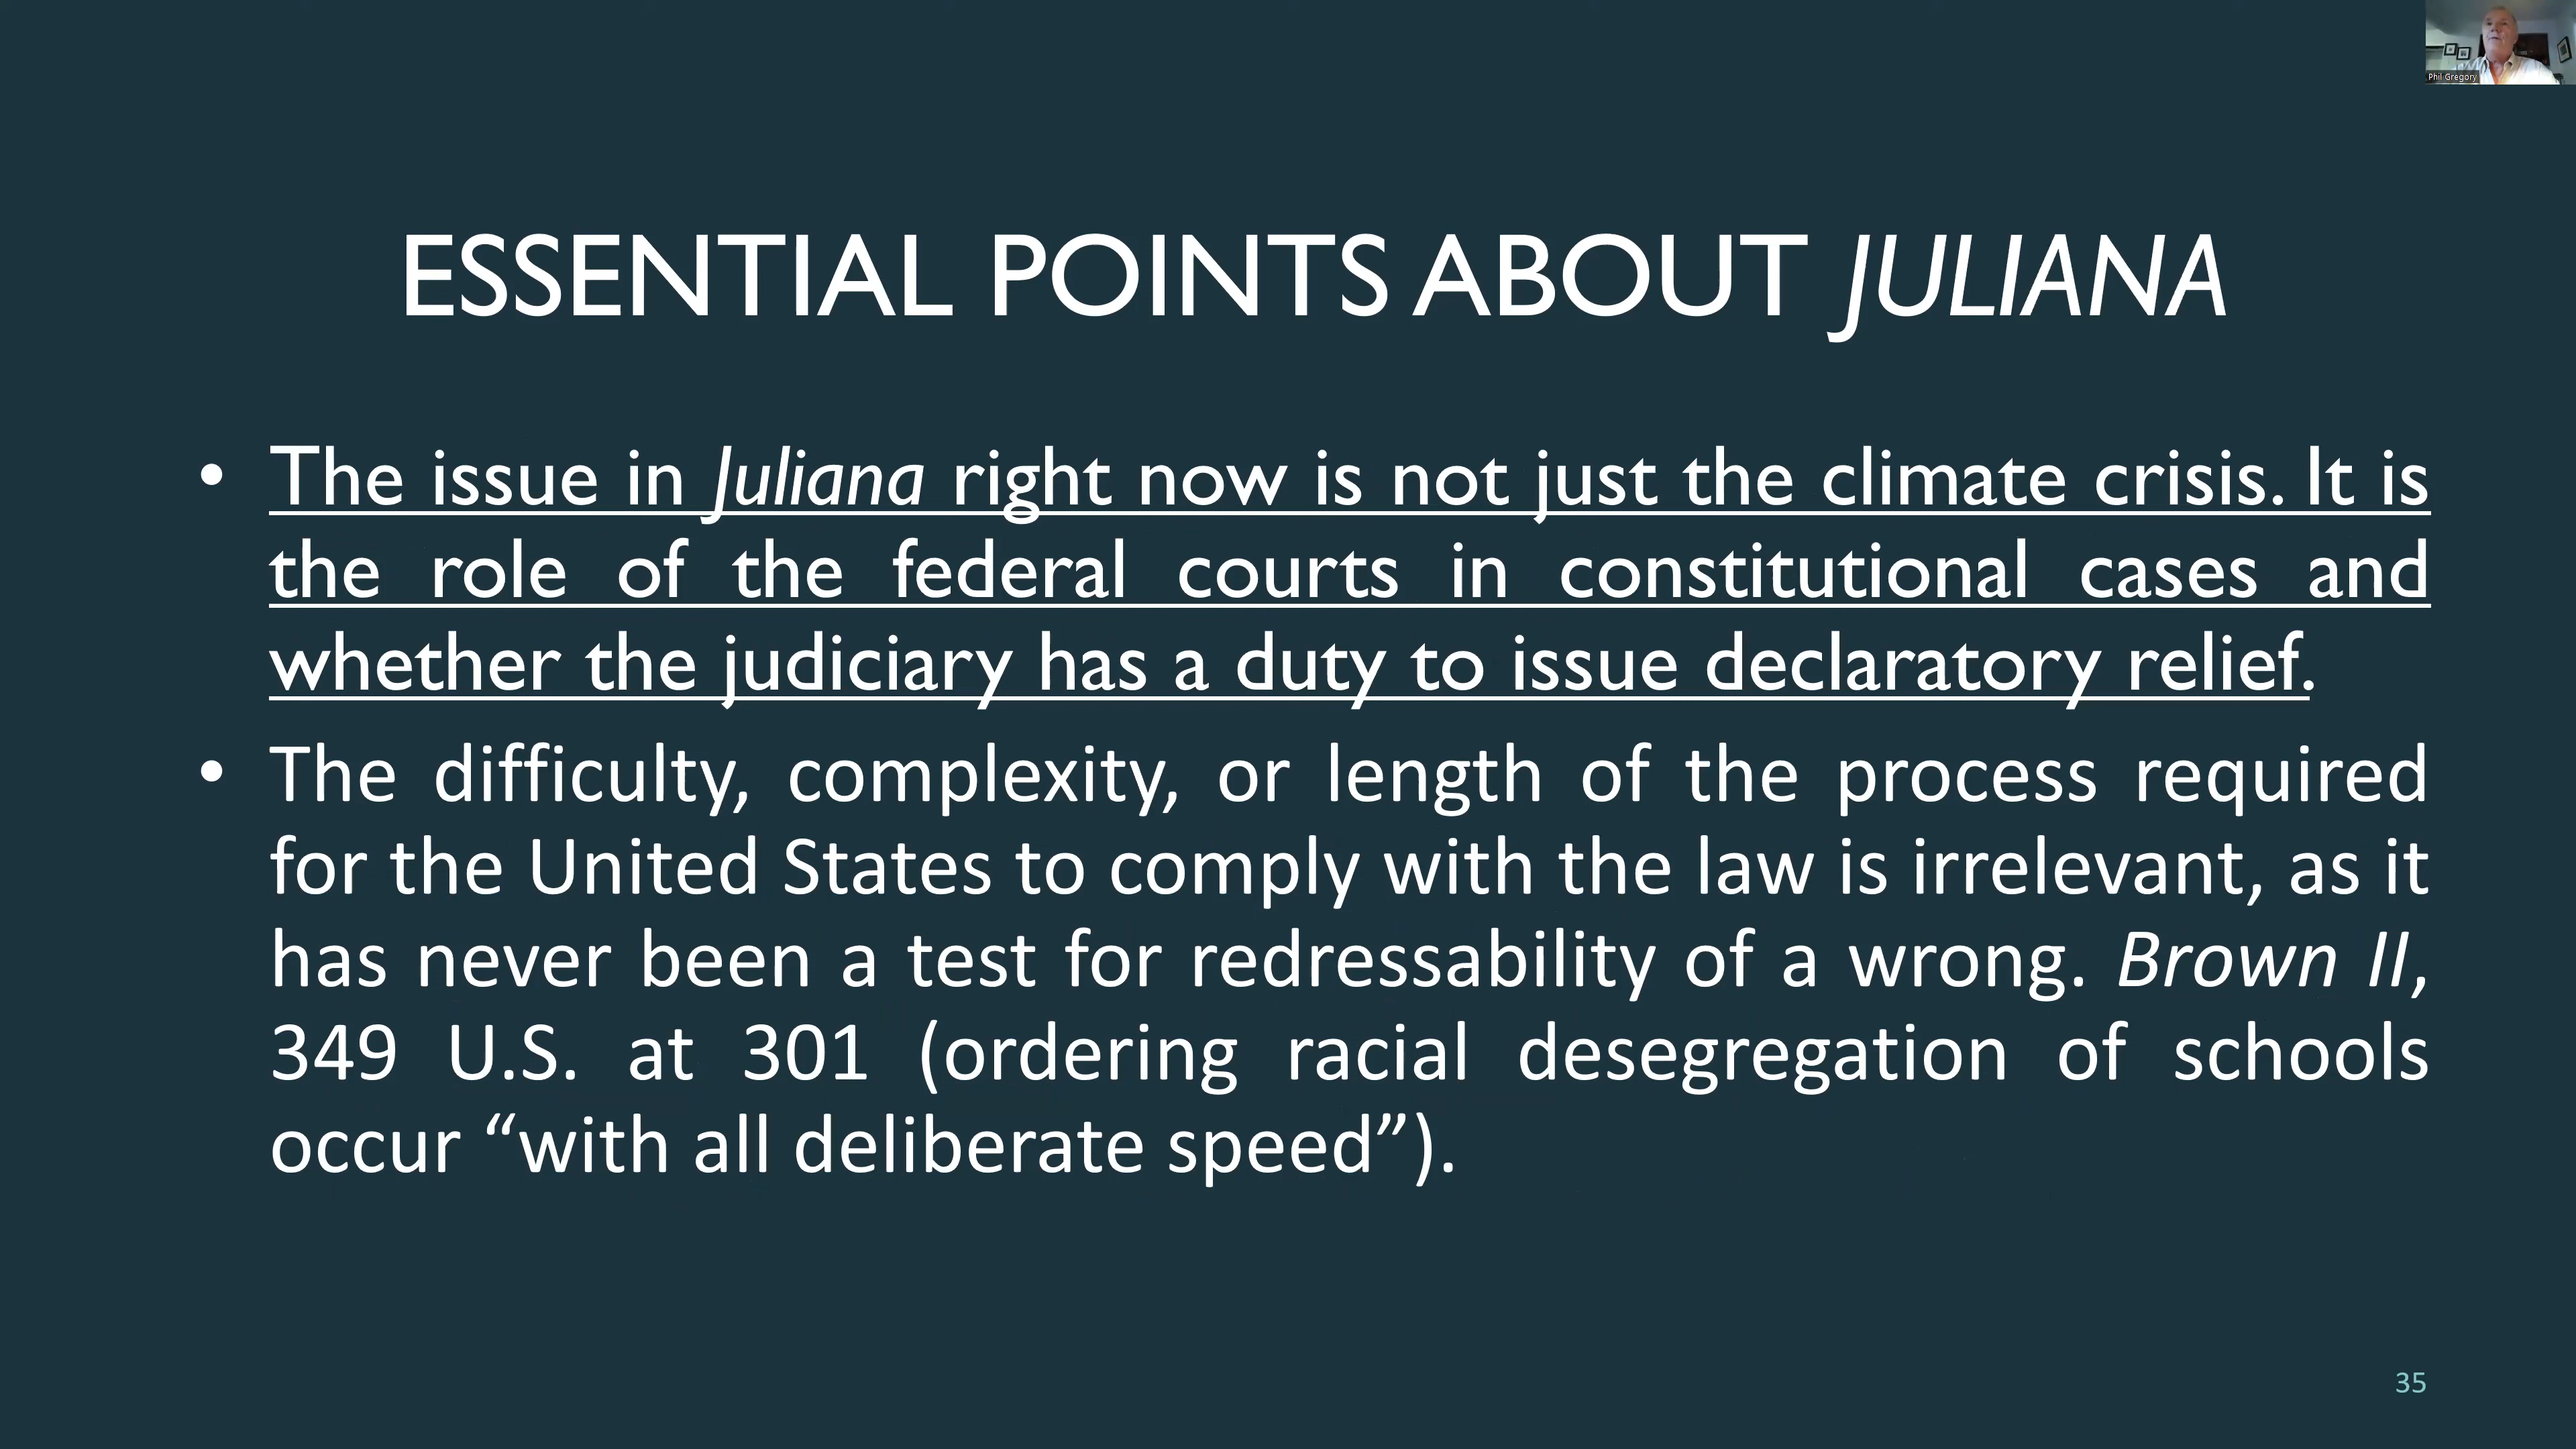 Phil Gregory
ESSENTIAL POINTS ABOUT JULIANA
• The issue in Juliana right now is not just the climate crisis. It is
the role of the federal courts in constitutional cases and
whether the judiciary has a duty to issue declaratory relief.
• The difficulty, complexity, or length of the process required
for the United States to comply with the law is irrelevant, as it
has never been a test for redressability of a wrong. Brown II,
349 U.S. at 301 (ordering racial desegregation of schools
occur “with all deliberate speed”).
35